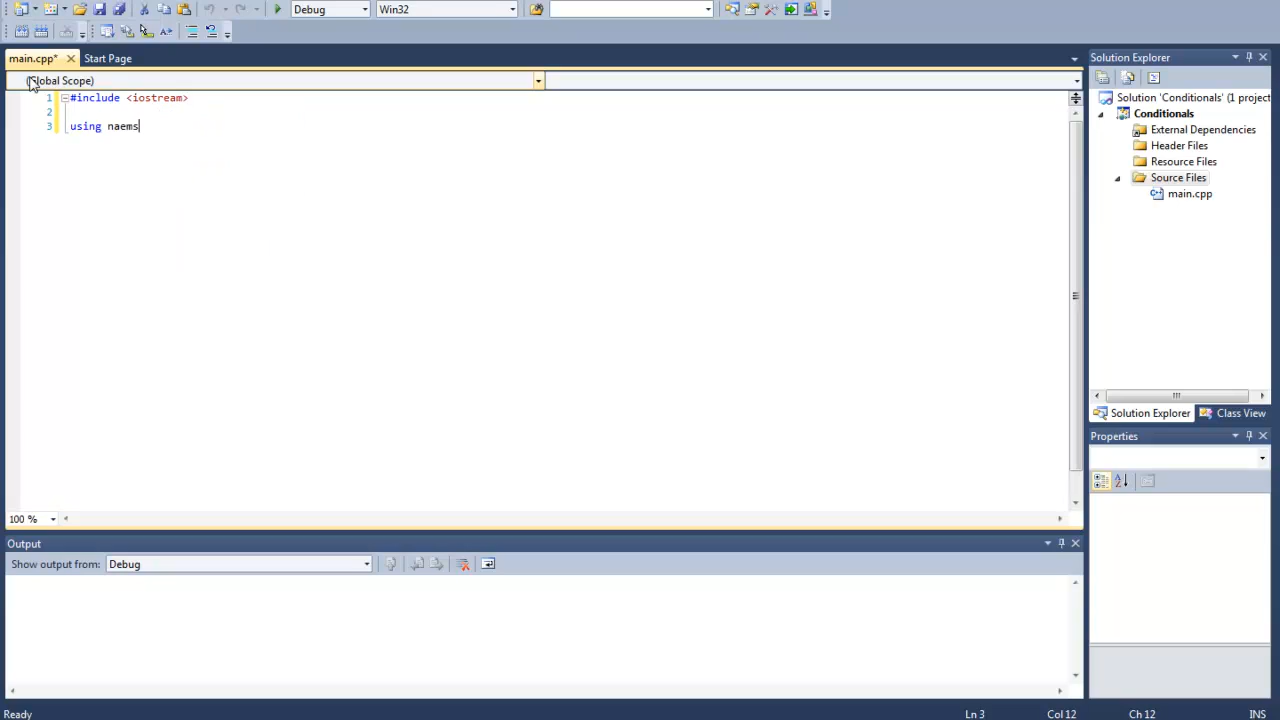 Debug
Win32
main.cpp*
Start Page
(Global Scope)
1
#include <iostream>
2
3
using naems
100 %
Solution Explorer
Solution 'Conditionals' (1 project
Conditionals
External Dependencies
Header Files
Resource Files
Source Files
main.cpp
Solution Explorer
Class View
Properties
Output
Show output from:
Debug
Ready
Ln 3
Col 12
Ch 12
INS